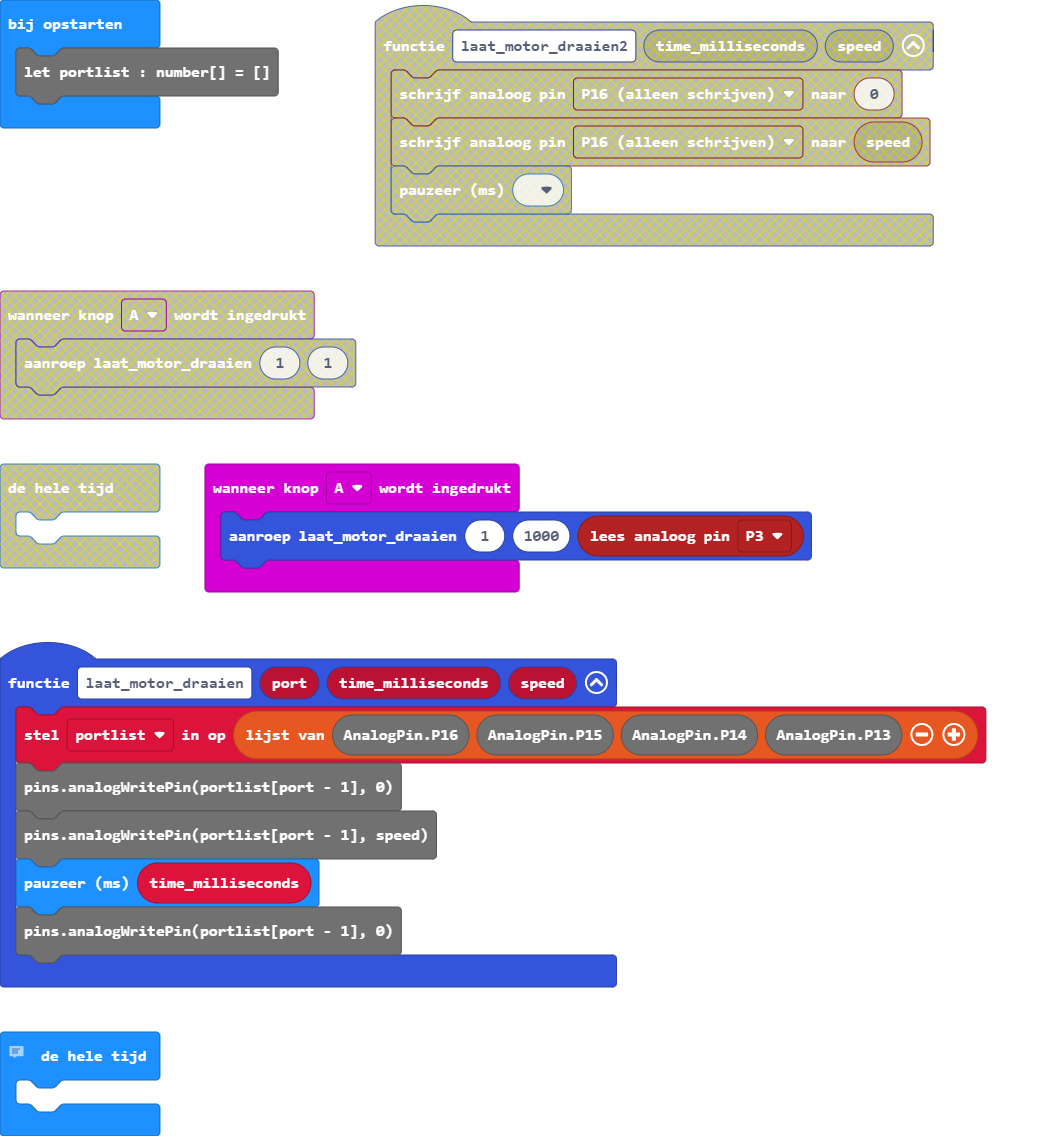 bij opstarten
let portlist : number[] = []
functie laat_motor_draaien2 time_milliseconds speed
schrijf analoog pin P16 (alleen schrijven) naar 0
schrijf analoog pin P16 (alleen schrijven) naar speed
pauzeer (ms)
wanneer knop A wordt ingedrukt
aanroep laat_motor_draaien 1 1
de hele tijd
wanneer knop A wordt ingedrukt
aanroep laat_motor_draaien 1 1000 lees analoog pin P3
functie laat_motor_draaien port time_milliseconds speed
stel portlist in op lijst van AnalogPin.P16 AnalogPin.P15 AnalogPin.P14 AnalogPin.P13
pins.analogWritePin(portlist[port - 1], 0)
pins.analogWritePin(portlist[port - 1], speed)
pauzeer (ms) time_milliseconds
pins.analogWritePin(portlist[port - 1], 0)
de hele tijd